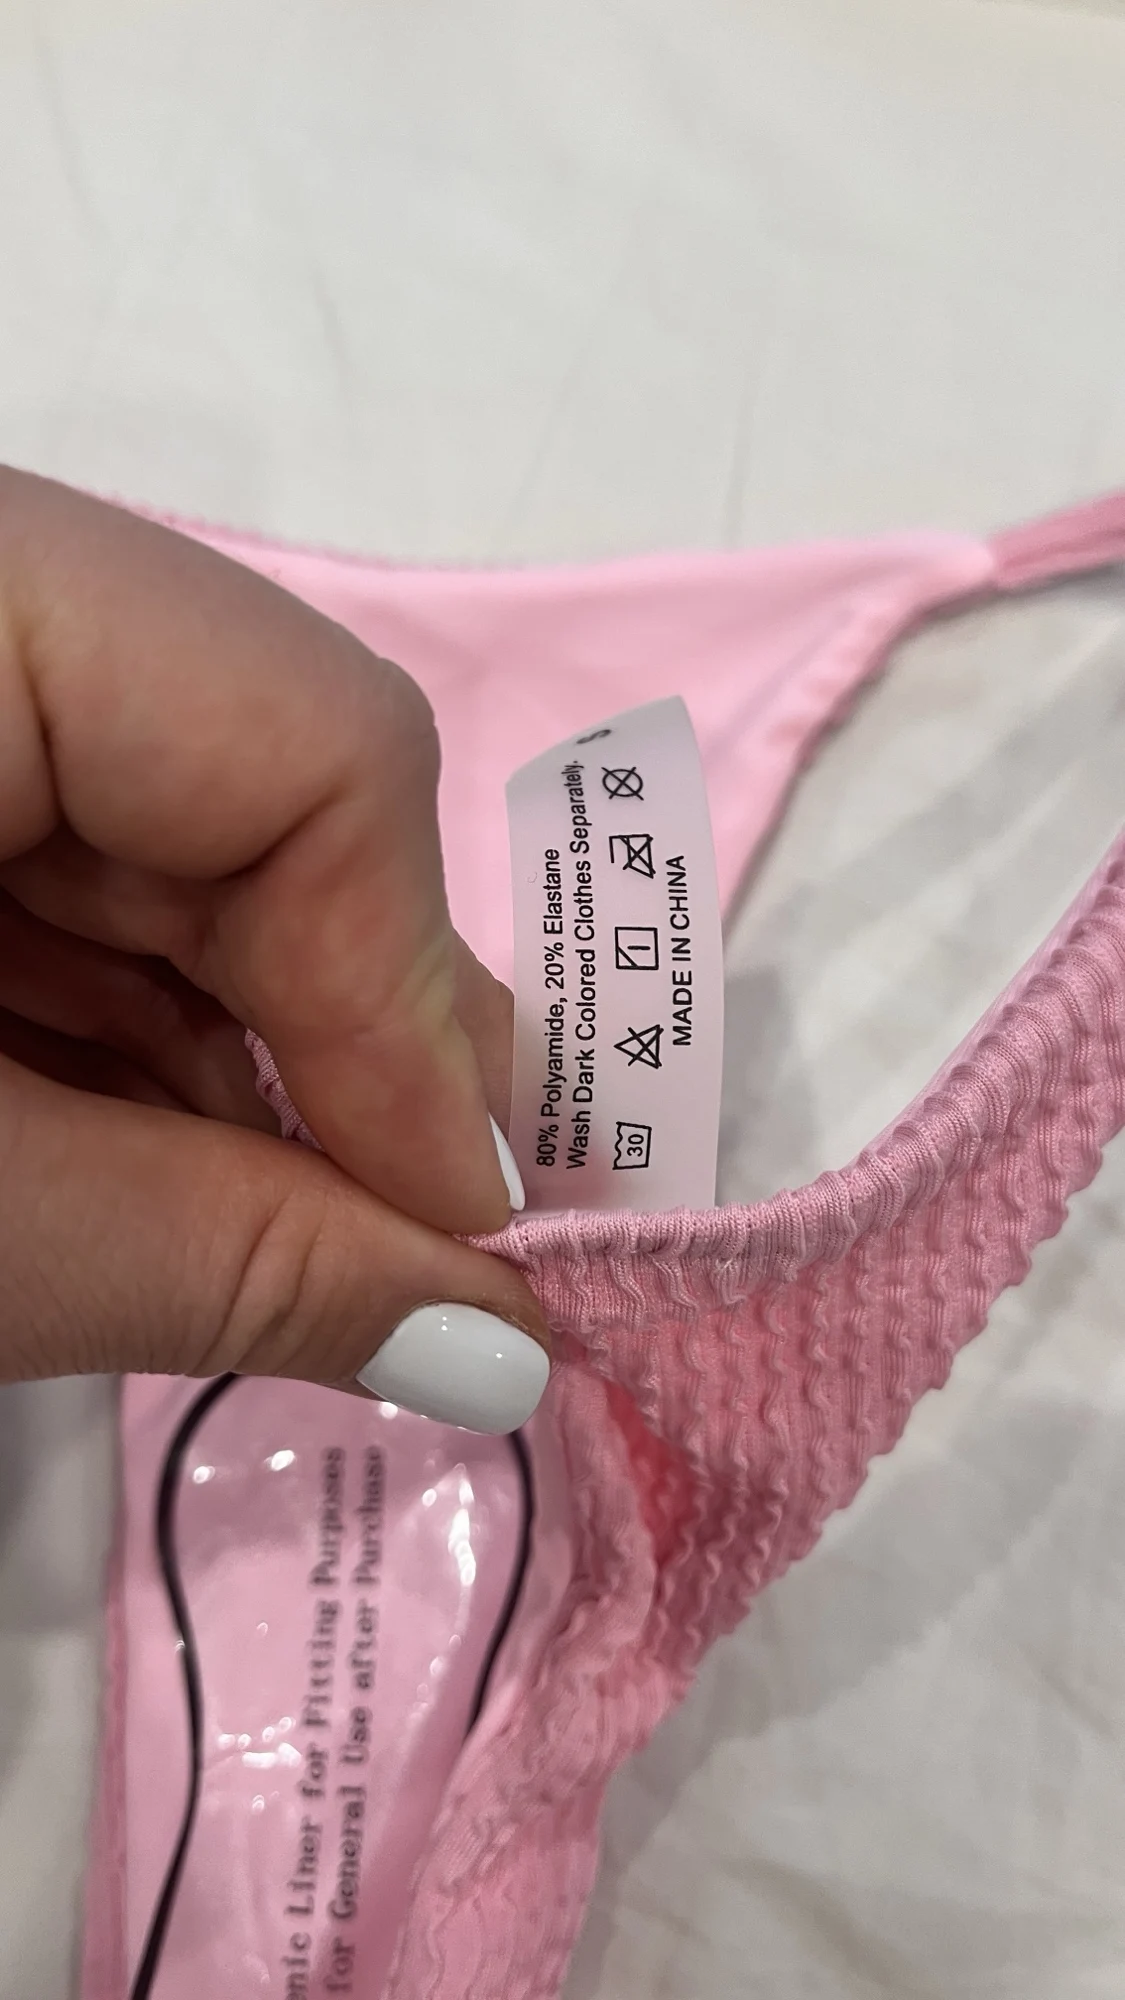 S
80% Polyamide, 20% Elastane
Wash Dark Colored Clothes Separately.
30
MADE IN CHINA
Liner for Fitting Purposes
for General Use after Purchase